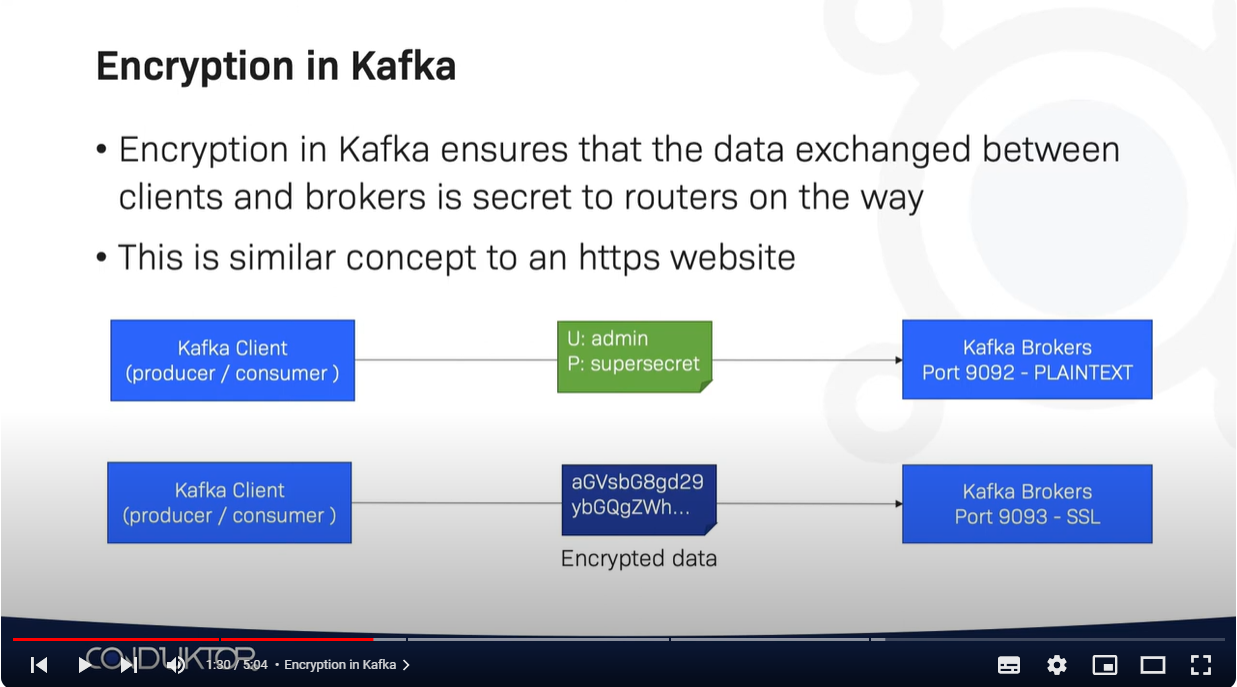 Encryption in Kafka
• Encryption in Kafka ensures that the data exchanged between
clients and brokers is secret to routers on the way
• This is similar concept to an https website
Kafka Client
(producer / consumer )
U: admin
P: supersecret
Kafka Brokers
Port 9092 - PLAINTEXT
Kafka Client
(producer / consumer )
aGVsbG8gd29
ybGQgZWh...
Encrypted data
Kafka Brokers
Port 9093 - SSL
CONDUKTOR
1:30 / 5:04 • Encryption in Kafka